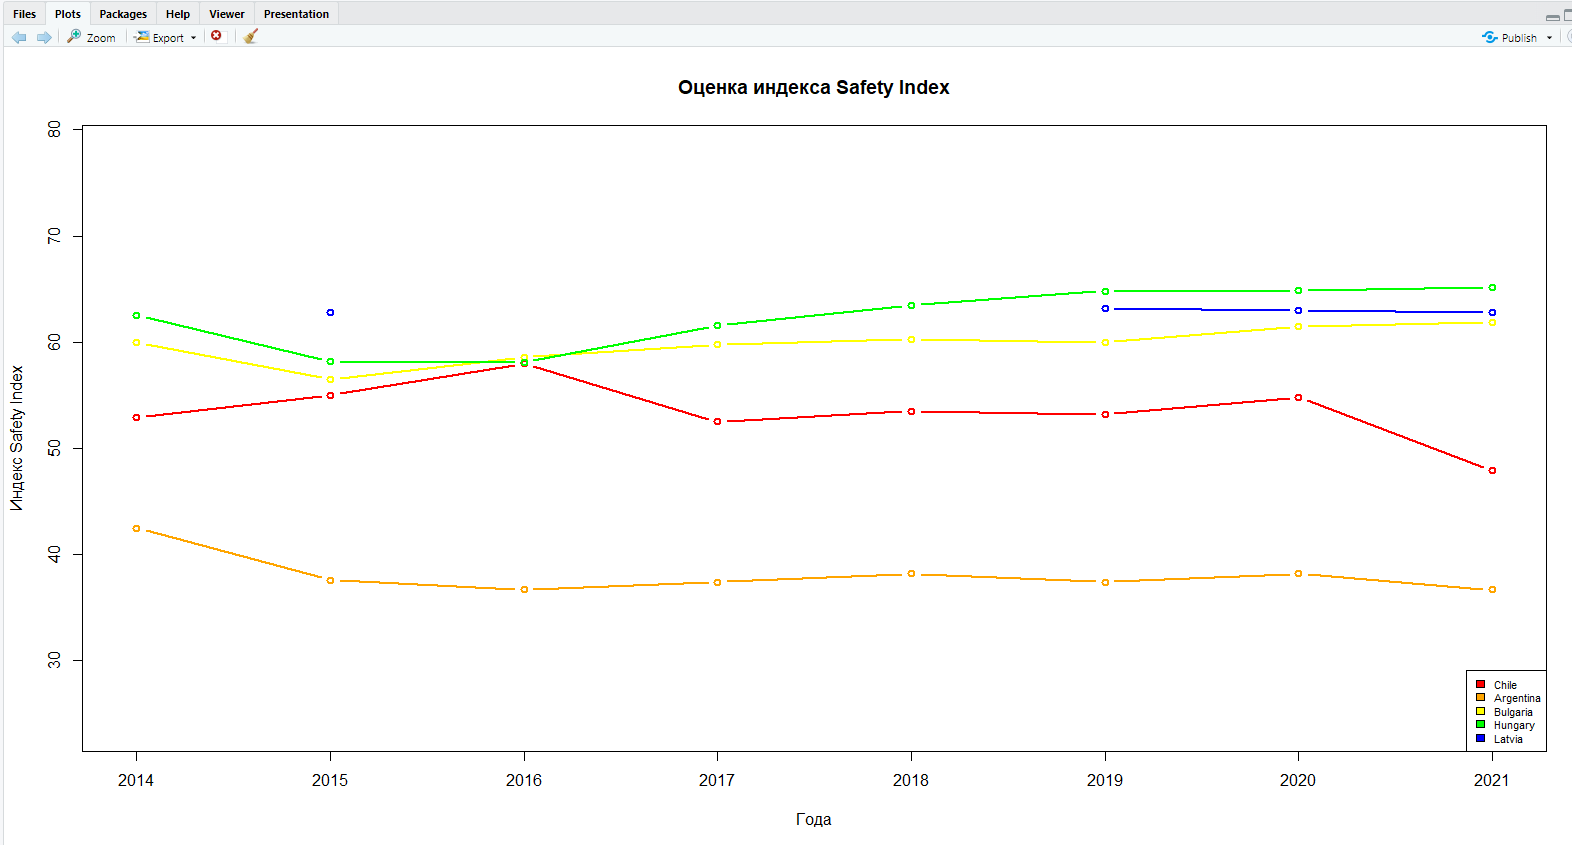 Files Plots Packages Help Viewer Presentation
Zoom Export Publish
Оценка индекса Safety Index
80
70
60
50
40
30
Индекс Safety Index
2014 2015 2016 2017 2018 2019 2020 2021
Года
Chile
Argentina
Bulgaria
Hungary
Latvia